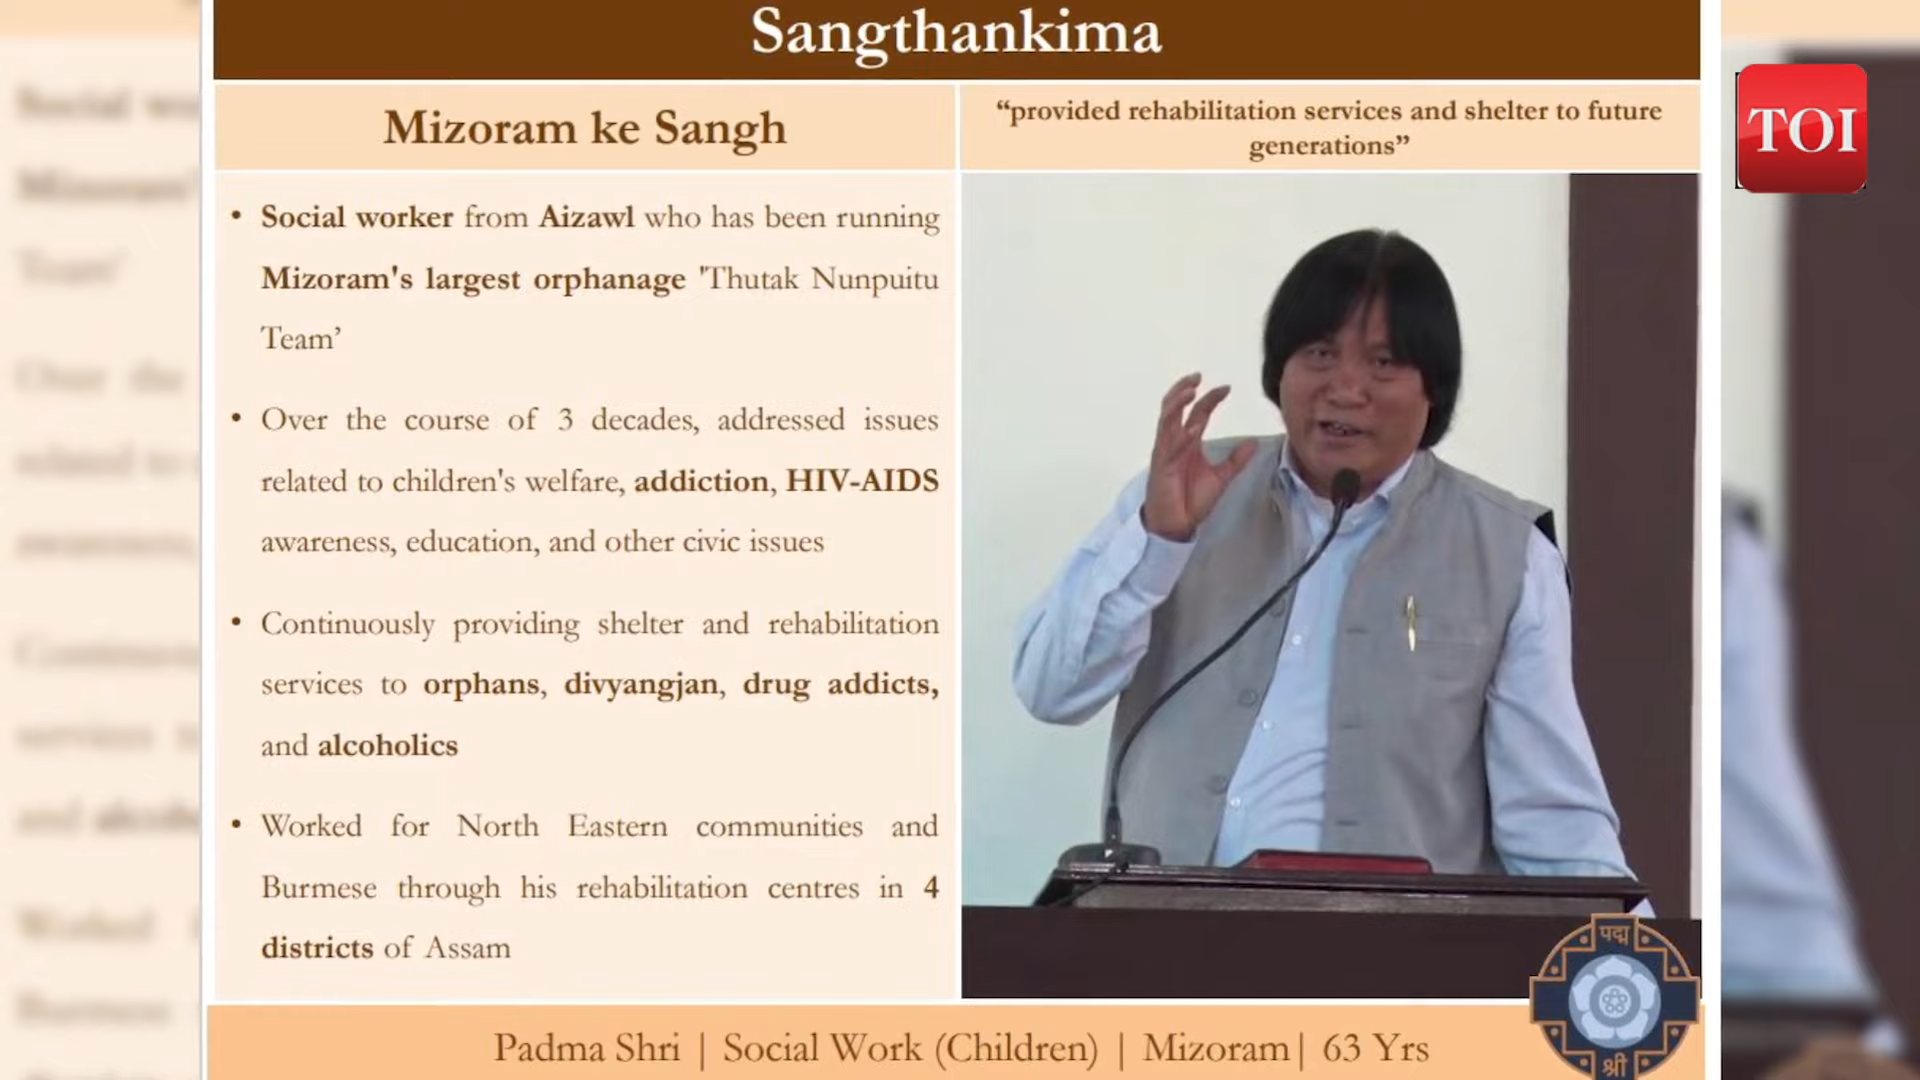 Sangthankima
Mizoram ke Sangh
“provided rehabilitation services and shelter to future
generations”
TOI
• Social worker from Aizawl who has been running
Mizoram's largest orphanage 'Thutak Nunpuitu
Team’
• Over the course of 3 decades, addressed issues
related to children's welfare, addiction, HIV-AIDS
awareness, education, and other civic issues
• Continuously providing shelter and rehabilitation
services to orphans, divyangjan, drug addicts,
and alcoholics
• Worked for North Eastern communities and
Burmese through his rehabilitation centres in 4
districts of Assam
पद्म
श्री
Padma Shri | Social Work (Children) | Mizoram| 63 Yrs